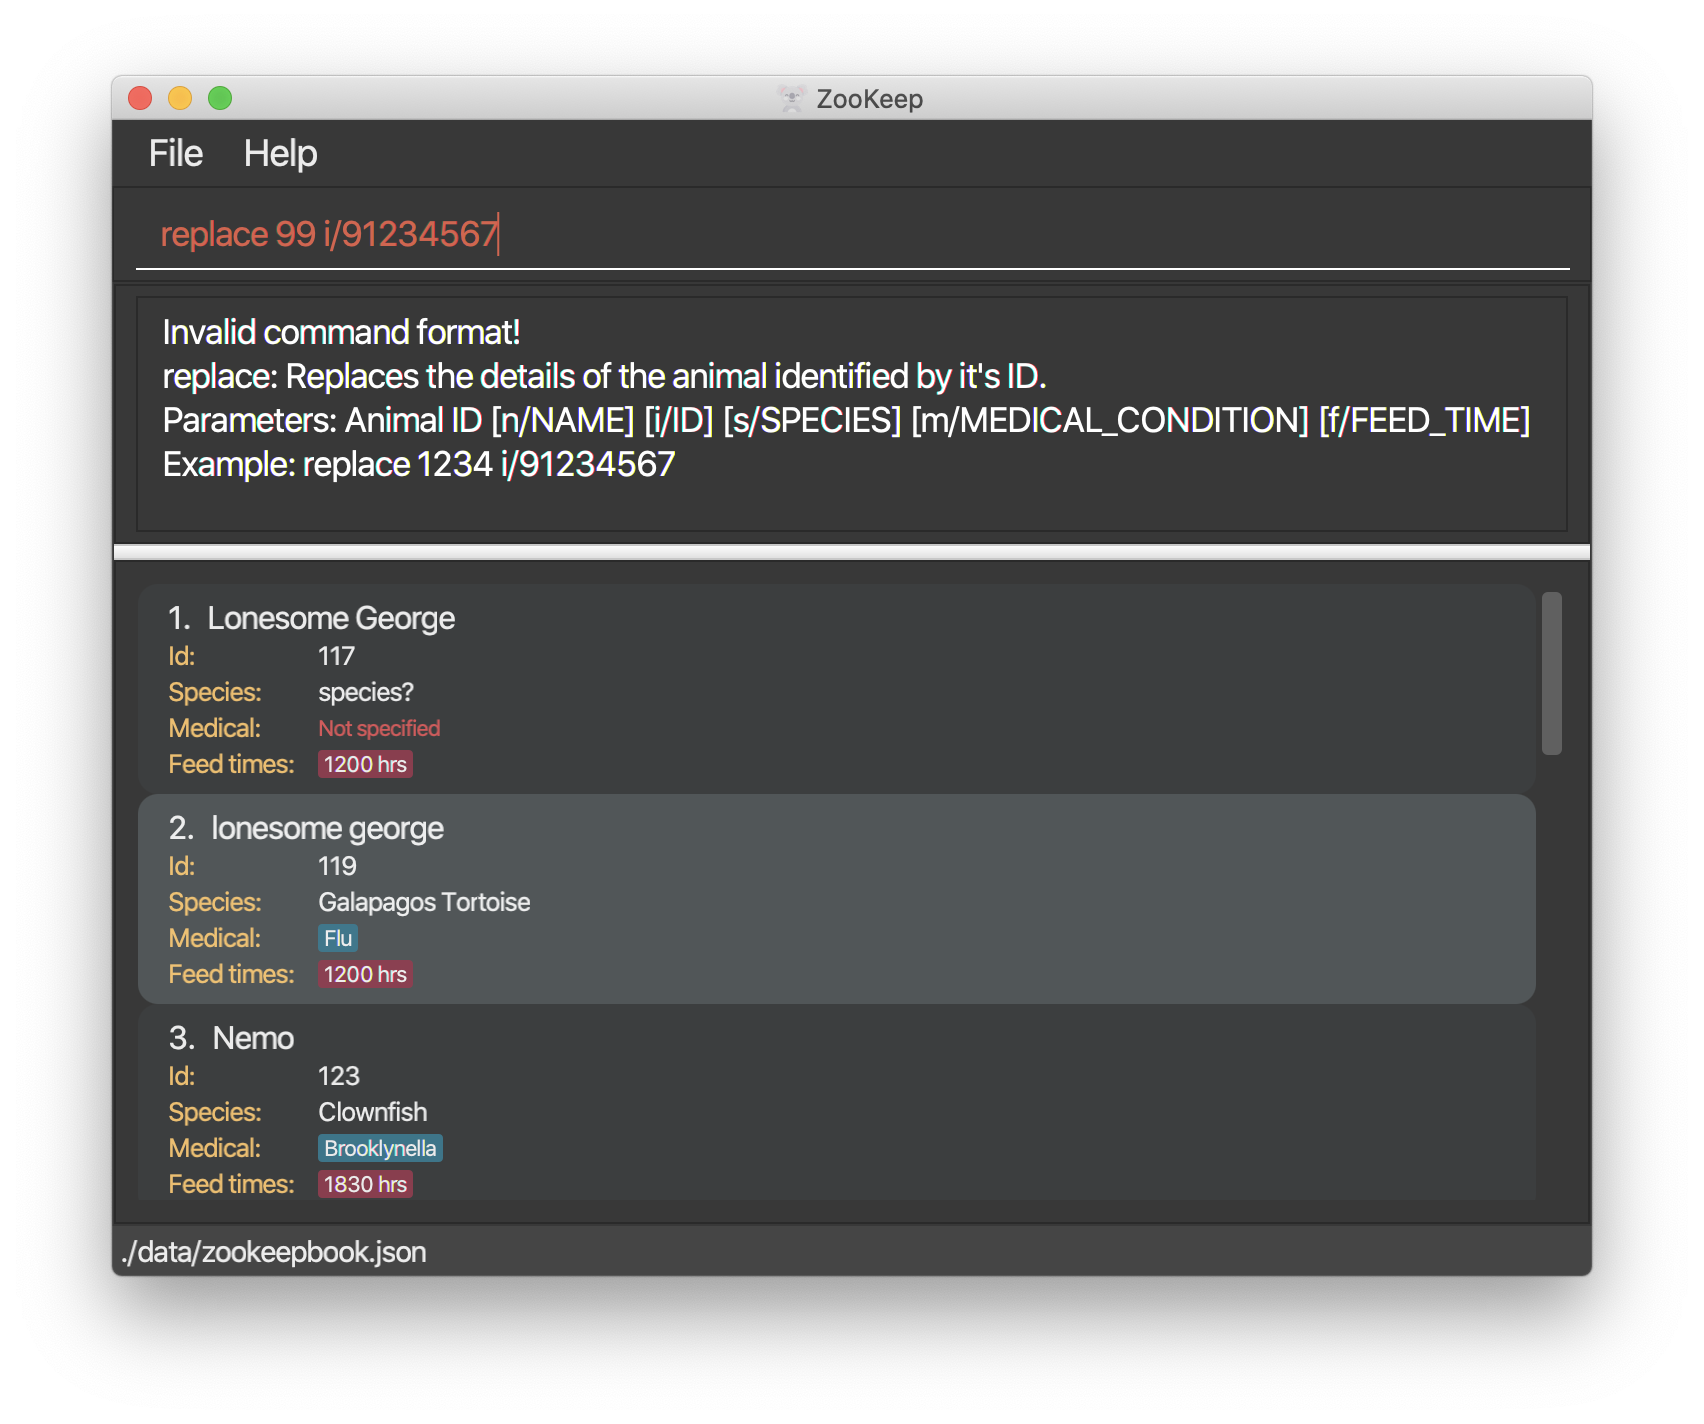 ZooKeep
File Help
replace 99 i/91234567
Invalid command format!
replace: Replaces the details of the animal identified by it's ID.
Parameters: Animal ID [n/NAME] [i/ID] [s/SPECIES] [m/MEDICAL_CONDITION] [f/FEED_TIME]
Example: replace 1234 i/91234567
1. Lonesome George
Id: 117
Species: species?
Medical: Not specified
Feed times: 1200 hrs
2. lonesome george
Id: 119
Species: Galapagos Tortoise
Medical: Flu
Feed times: 1200 hrs
3. Nemo
Id: 123
Species: Clownfish
Medical: Brooklynella
Feed times: 1830 hrs
./data/zookeepbook.json